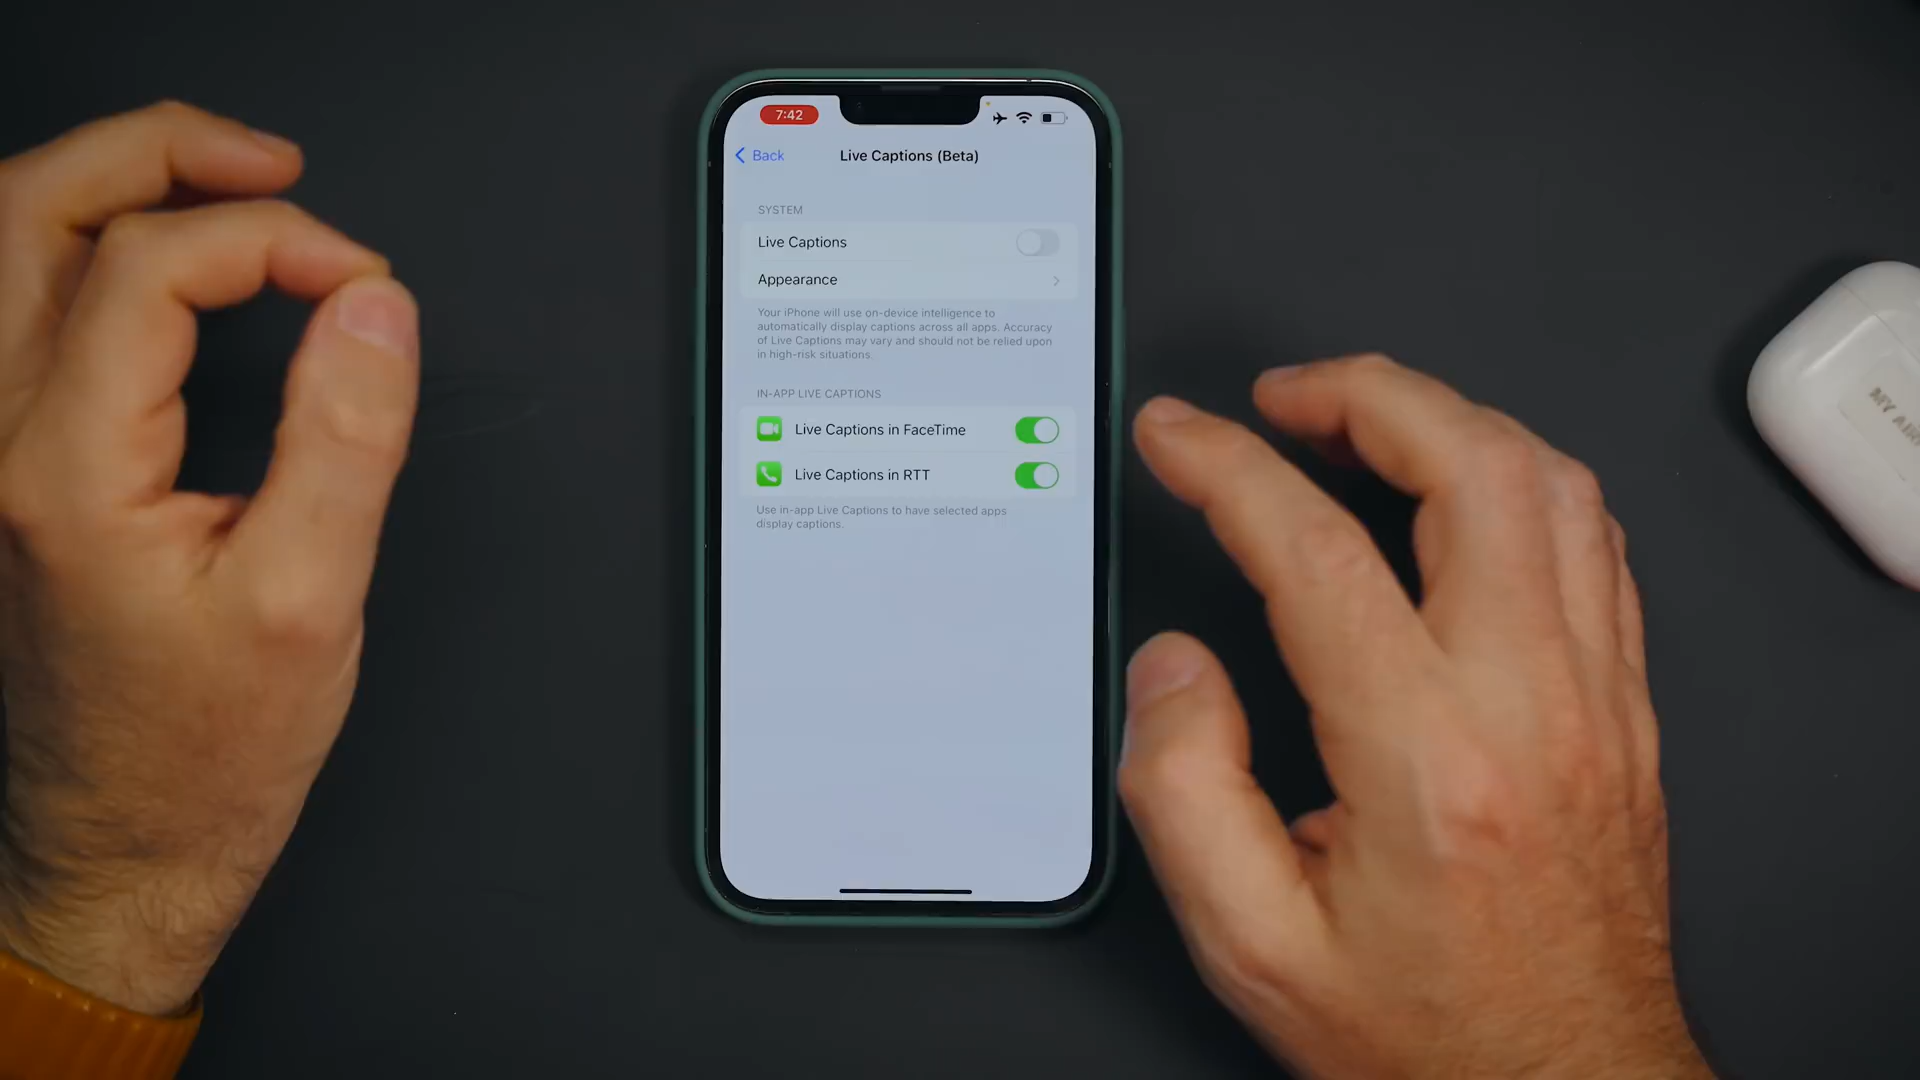 7:42
Back
Live Captions (Beta)
SYSTEM
Live Captions
Appearance
Your iPhone will use on-device intelligence to
automatically display captions across all apps. Accuracy
of Live Captions may vary and should not be relied upon
in high-risk situations.
IN-APP LIVE CAPTIONS
Live Captions in FaceTime
Live Captions in RTT
Use in-app Live Captions to have selected apps
display captions.
MY